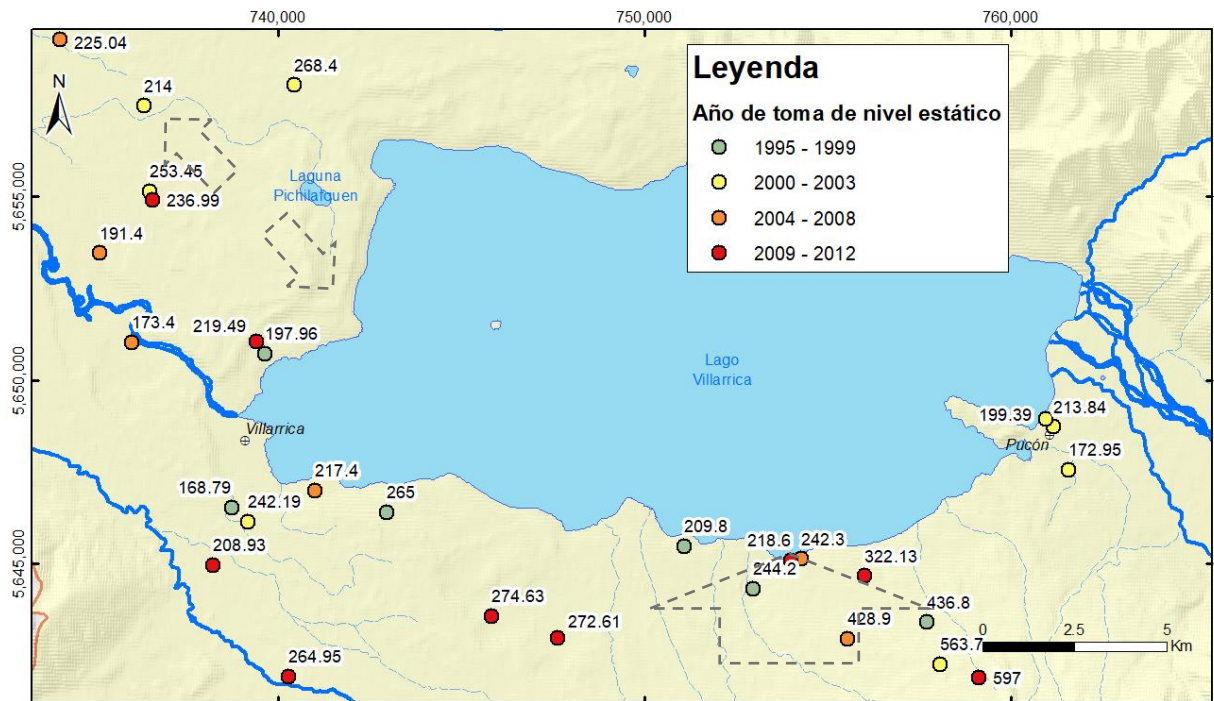 740,000
750,000
760,000
225.04
214
268.4
N
Leyenda
Año de toma de nivel estático
1995 - 1999
2000 - 2003
2004 - 2008
2009 - 2012
253.45
236.99
Laguna
Pichilafquen
5,655,000
191.4
173.4
219.49
197.96
Lago
Villarrica
5,650,000
Villarrica
199.39
213.84
Pucón
172.95
217.4
168.79
242.19
265
208.93
209.8
218.6
242.3
244.2
322.13
5,645,000
274.63
272.61
428.9
436.8
0
2.5
5
Km
563.7
264.95
597